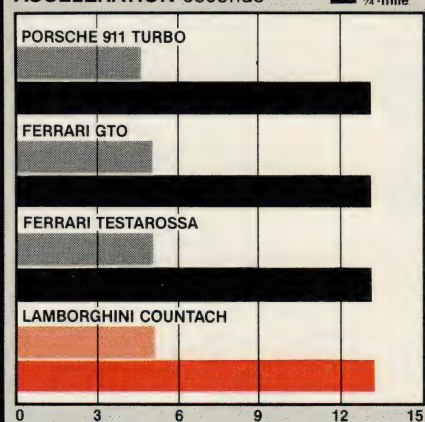 ACCELERATION seconds
¼-mile
PORSCHE 911 TURBO
FERRARI GTO
FERRARI TESTAROSSA
LAMBORGHINI COUNTACH
0 3 6 9 12 15